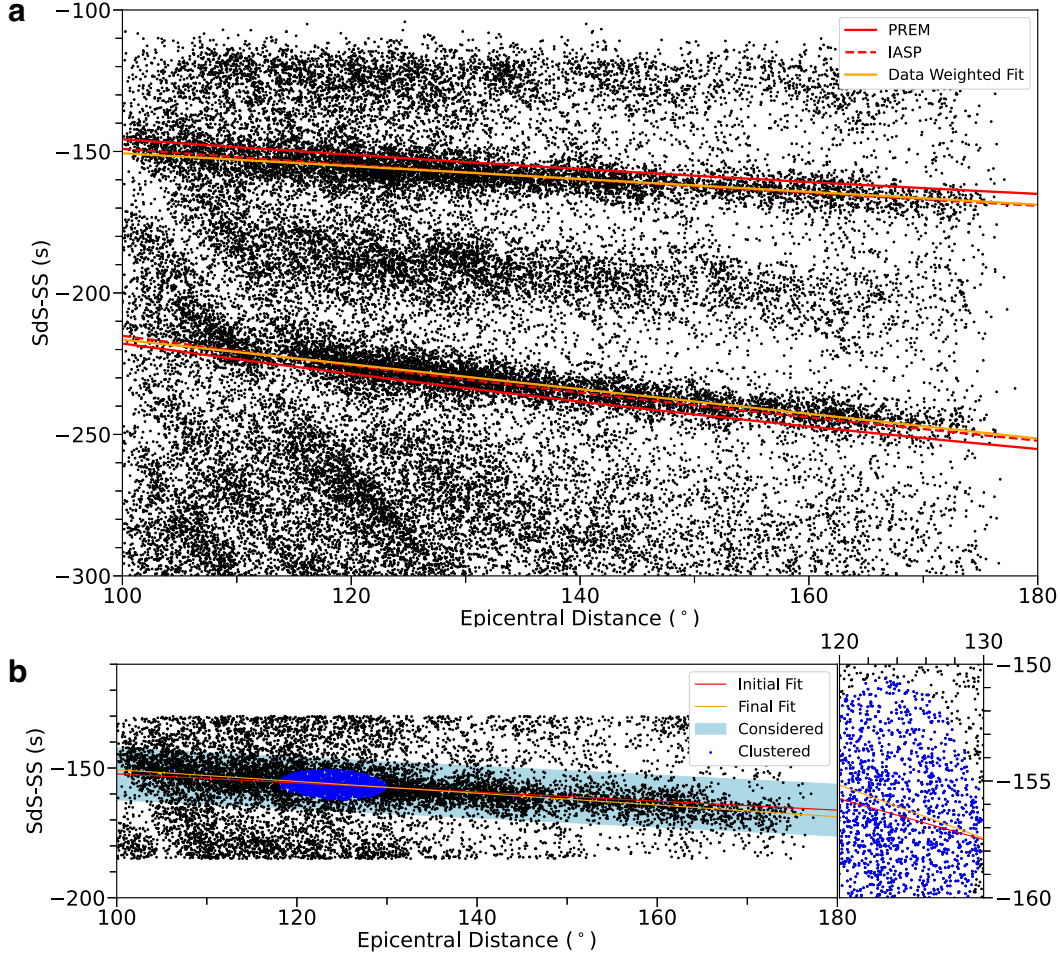 a
−100
−150
−200
−250
−300
SdS-SS (s)
100
120
140
160
180
Epicentral Distance (°)
PREM
IASP
Data Weighted Fit
b
−150
−200
SdS-SS (s)
100
120
140
160
180
Epicentral Distance (°)
Initial Fit
Final Fit
Considered
Clustered
120
130
−150
−155
−160